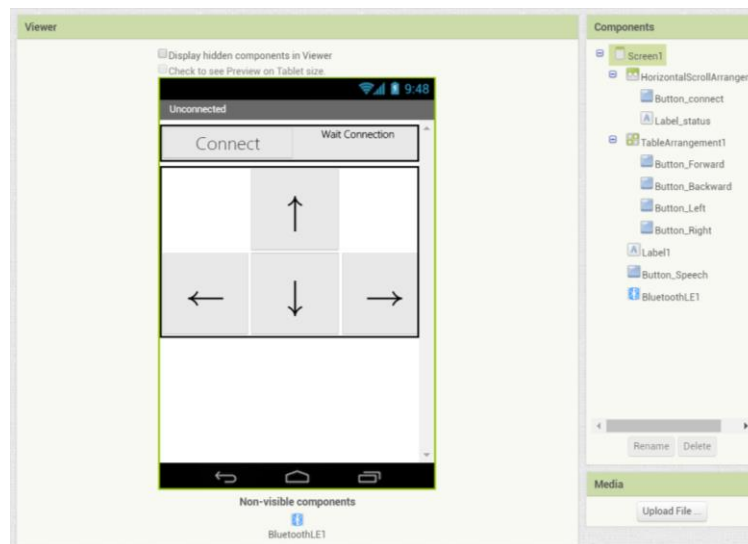 Viewer
Display hidden components in Viewer
Check to see Preview on Tablet size.
9:48
Unconnected
Connect
Wait Connection
Non-visible components
BluetoothLE1
Components
Screen1
HorizontalScrollArranger
Button_connect
Label_status
TableArrangement1
Button_Forward
Button_Backward
Button_Left
Button_Right
Label1
Button_Speech
BluetoothLE1
Rename Delete
Media
Upload File ...